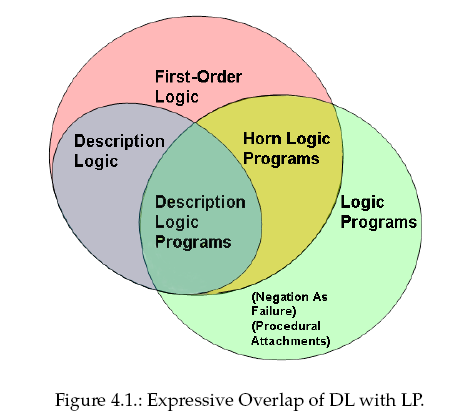 First-Order
Logic
Description
Logic
Horn Logic
Programs
Description
Logic
Programs
Logic
Programs
(Negation As
Failure)
(Procedural
Attachments)
Figure 4.1.: Expressive Overlap of DL with LP.